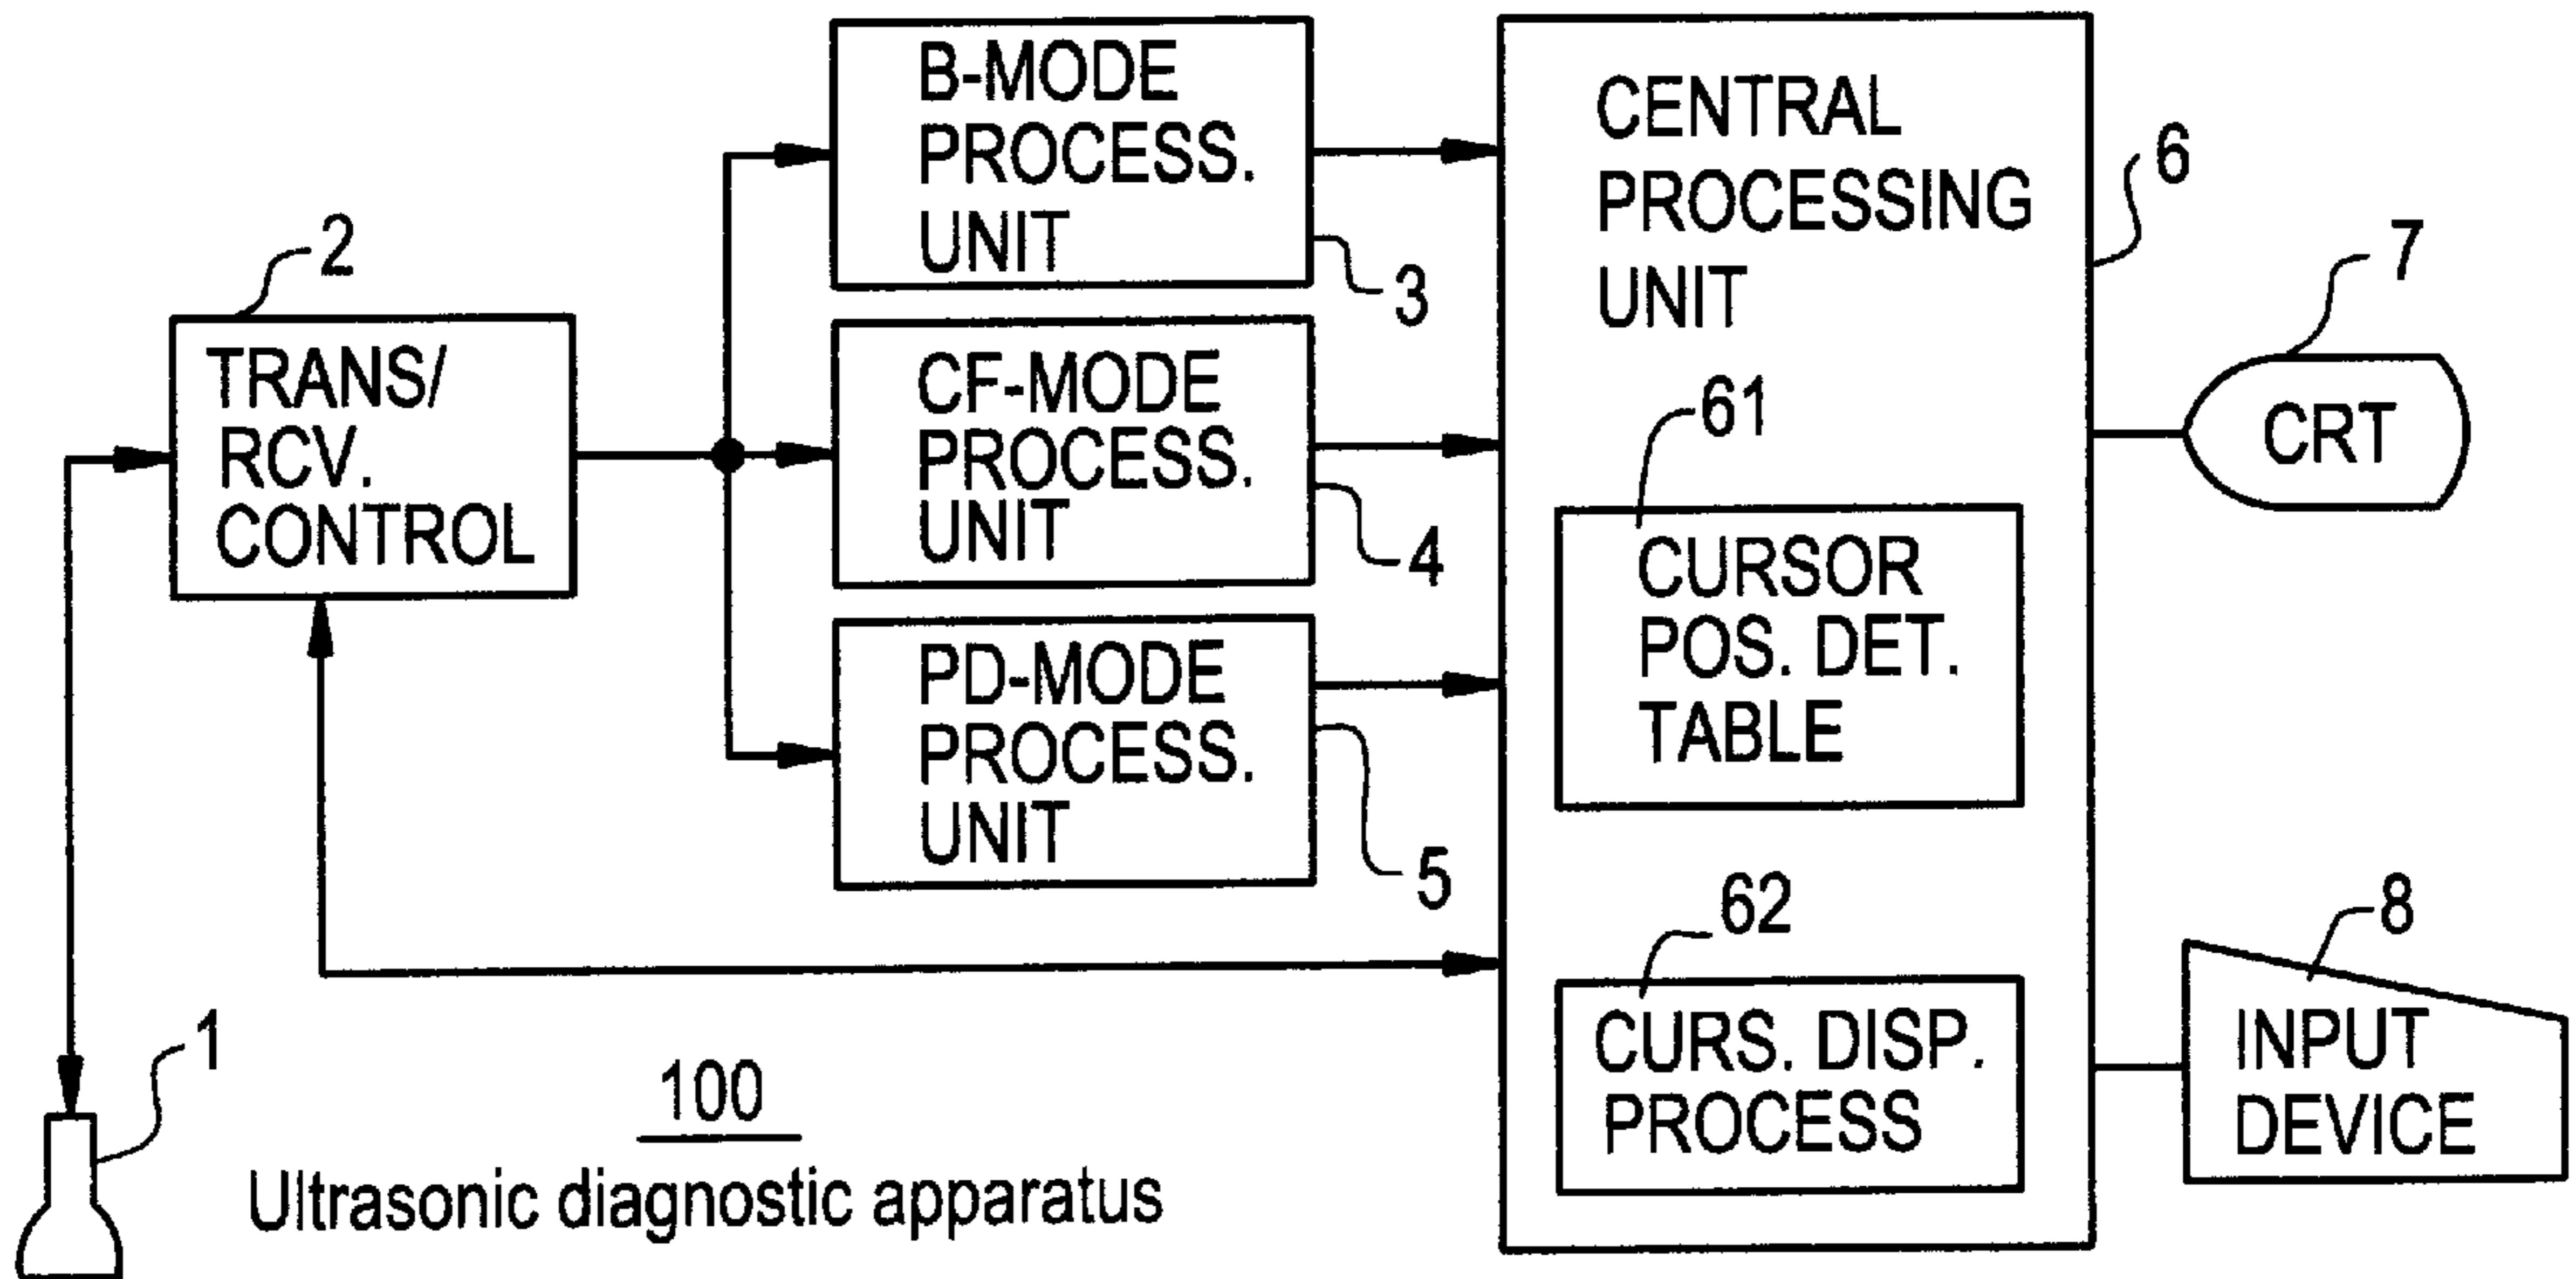 B-MODE
PROCESS.
UNIT
3
CENTRAL
PROCESSING
UNIT
6
2
TRANS/
RCV.
CONTROL
CF-MODE
PROCESS.
UNIT
4
7
CRT
61
CURSOR
POS. DET.
TABLE
PD-MODE
PROCESS.
UNIT
5
62
CURS. DISP.
PROCESS
8
INPUT
DEVICE
1
100
Ultrasonic diagnostic apparatus